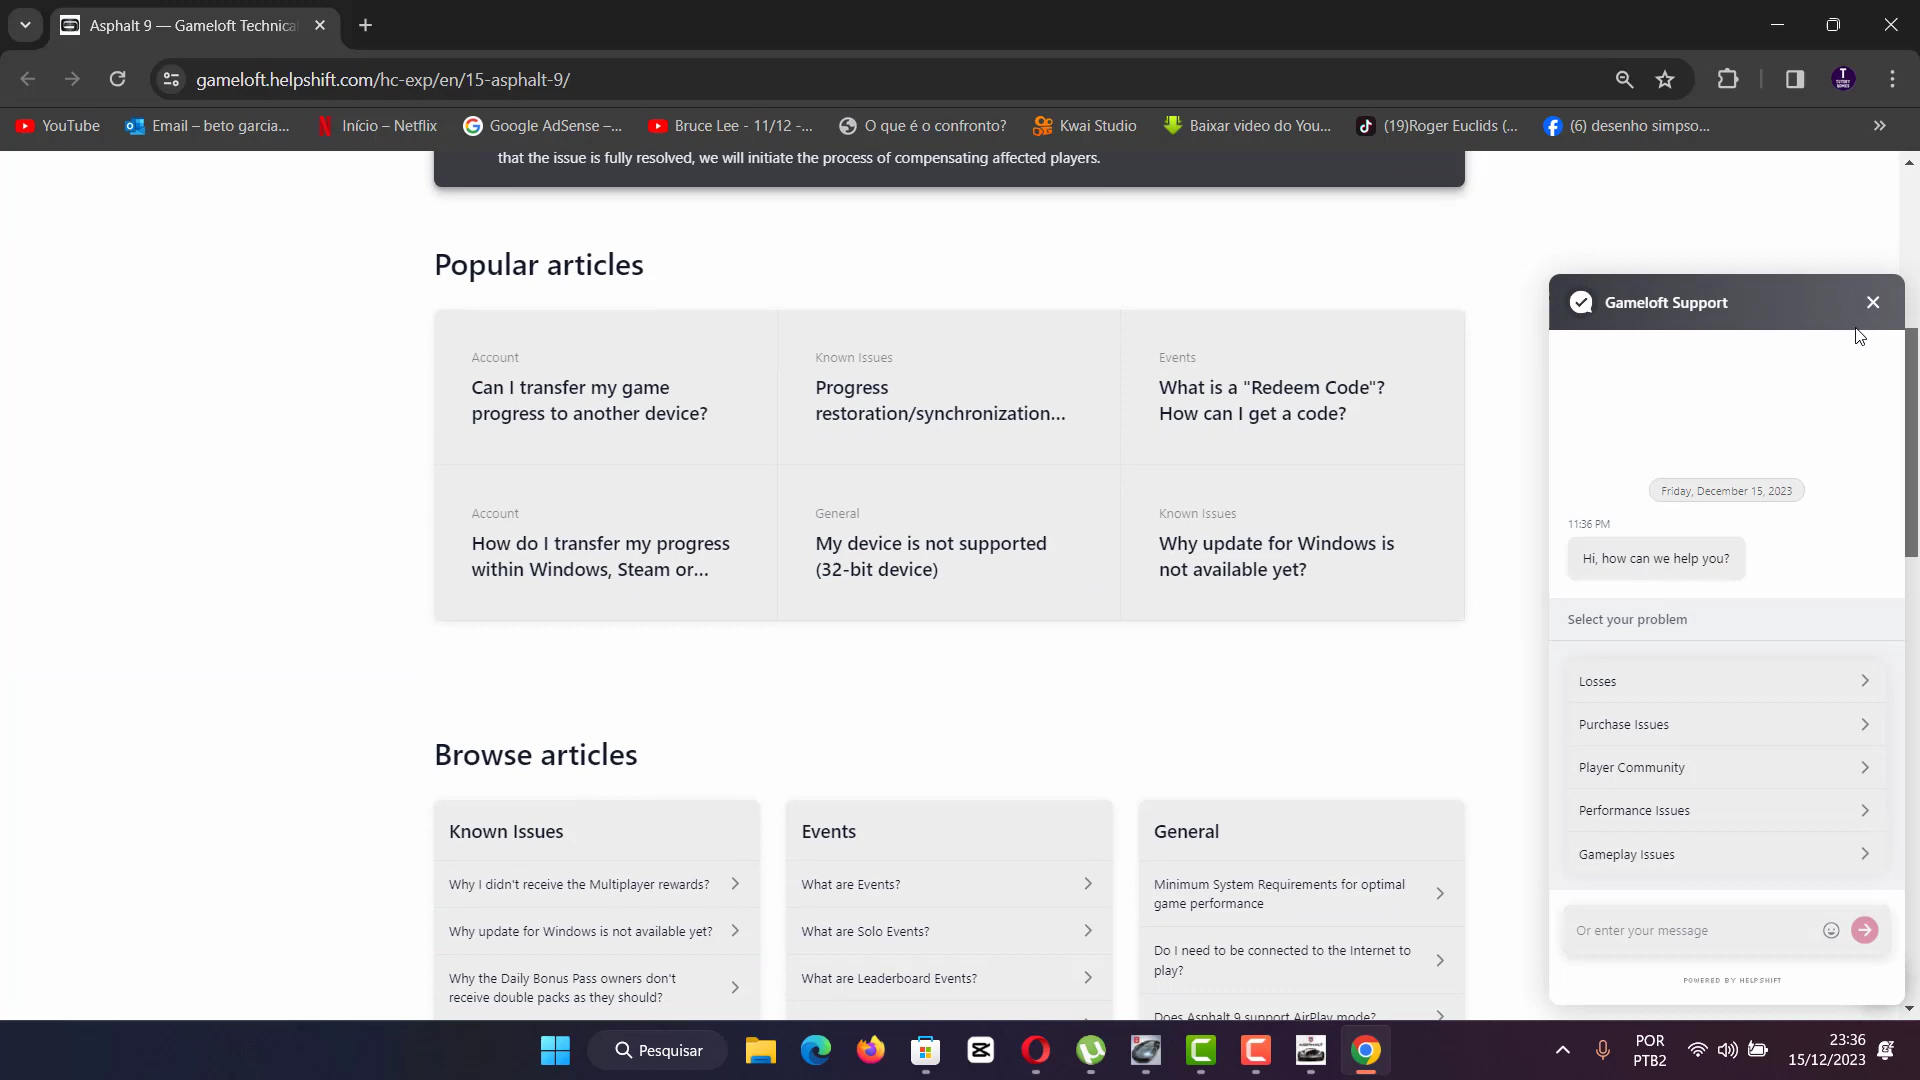 Asphalt 9 — Gameloft Technica
gameloft.helpshift.com/hc-exp/en/15-asphalt-9/
YouTube
Email – beto garcia...
Início – Netflix
Google AdSense –...
Bruce Lee - 11/12 -...
O que é o confronto?
Kwai Studio
Baixar video do You...
(19)Roger Euclids (...
(6) desenho simpso...
that the issue is fully resolved, we will initiate the process of compensating affected players.
Popular articles
Account
Can I transfer my game
progress to another device?
Known Issues
Progress
restoration/synchronization...
Events
What is a "Redeem Code"?
How can I get a code?
Account
How do I transfer my progress
within Windows, Steam or...
General
My device is not supported
(32-bit device)
Known Issues
Why update for Windows is
not available yet?
Browse articles
Known Issues
Why I didn't receive the Multiplayer rewards?
Why update for Windows is not available yet?
Why the Daily Bonus Pass owners don't
receive double packs as they should?
Events
What are Events?
What are Solo Events?
What are Leaderboard Events?
General
Minimum System Requirements for optimal
game performance
Do I need to be connected to the Internet to
play?
Does Asphalt 9 support AirPlay mode?
Gameloft Support
Friday, December 15, 2023
11:36 PM
Hi, how can we help you?
Select your problem
Losses
Purchase Issues
Player Community
Performance Issues
Gameplay Issues
Or enter your message
POWERED BY HELPSHIFT
Pesquisar
POR
PTB2
23:36
15/12/2023